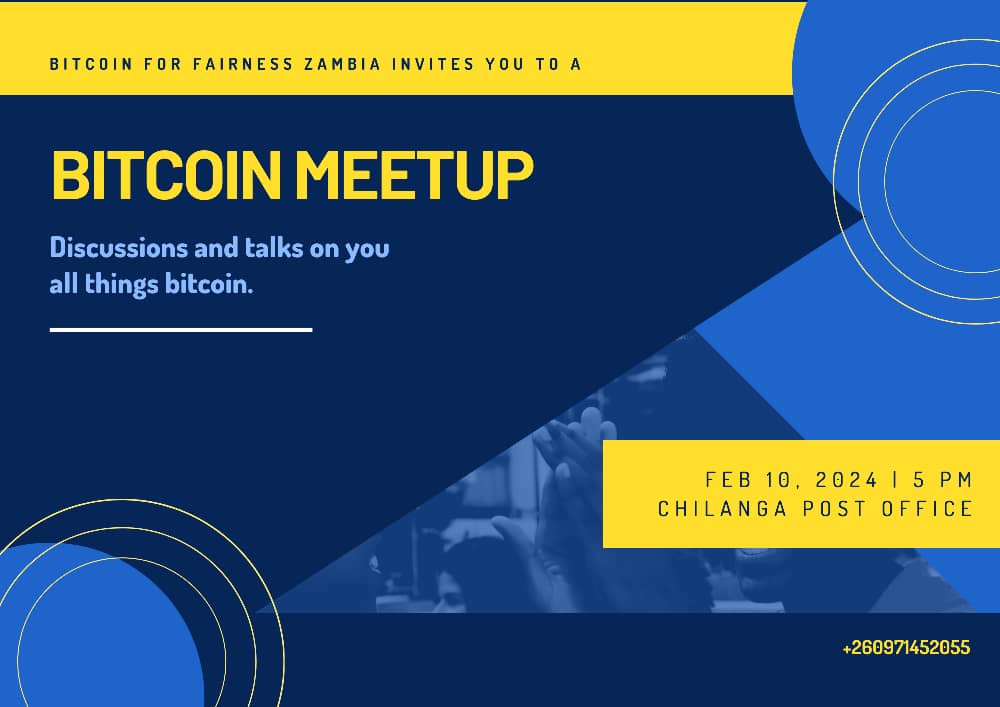 BITCOIN FOR FAIRNESS ZAMBIA INVITES YOU TO A
BITCOIN MEETUP
Discussions and talks on you
all things bitcoin.
FEB 10, 2024 | 5 PM
CHILANGA POST OFFICE
+260971452055